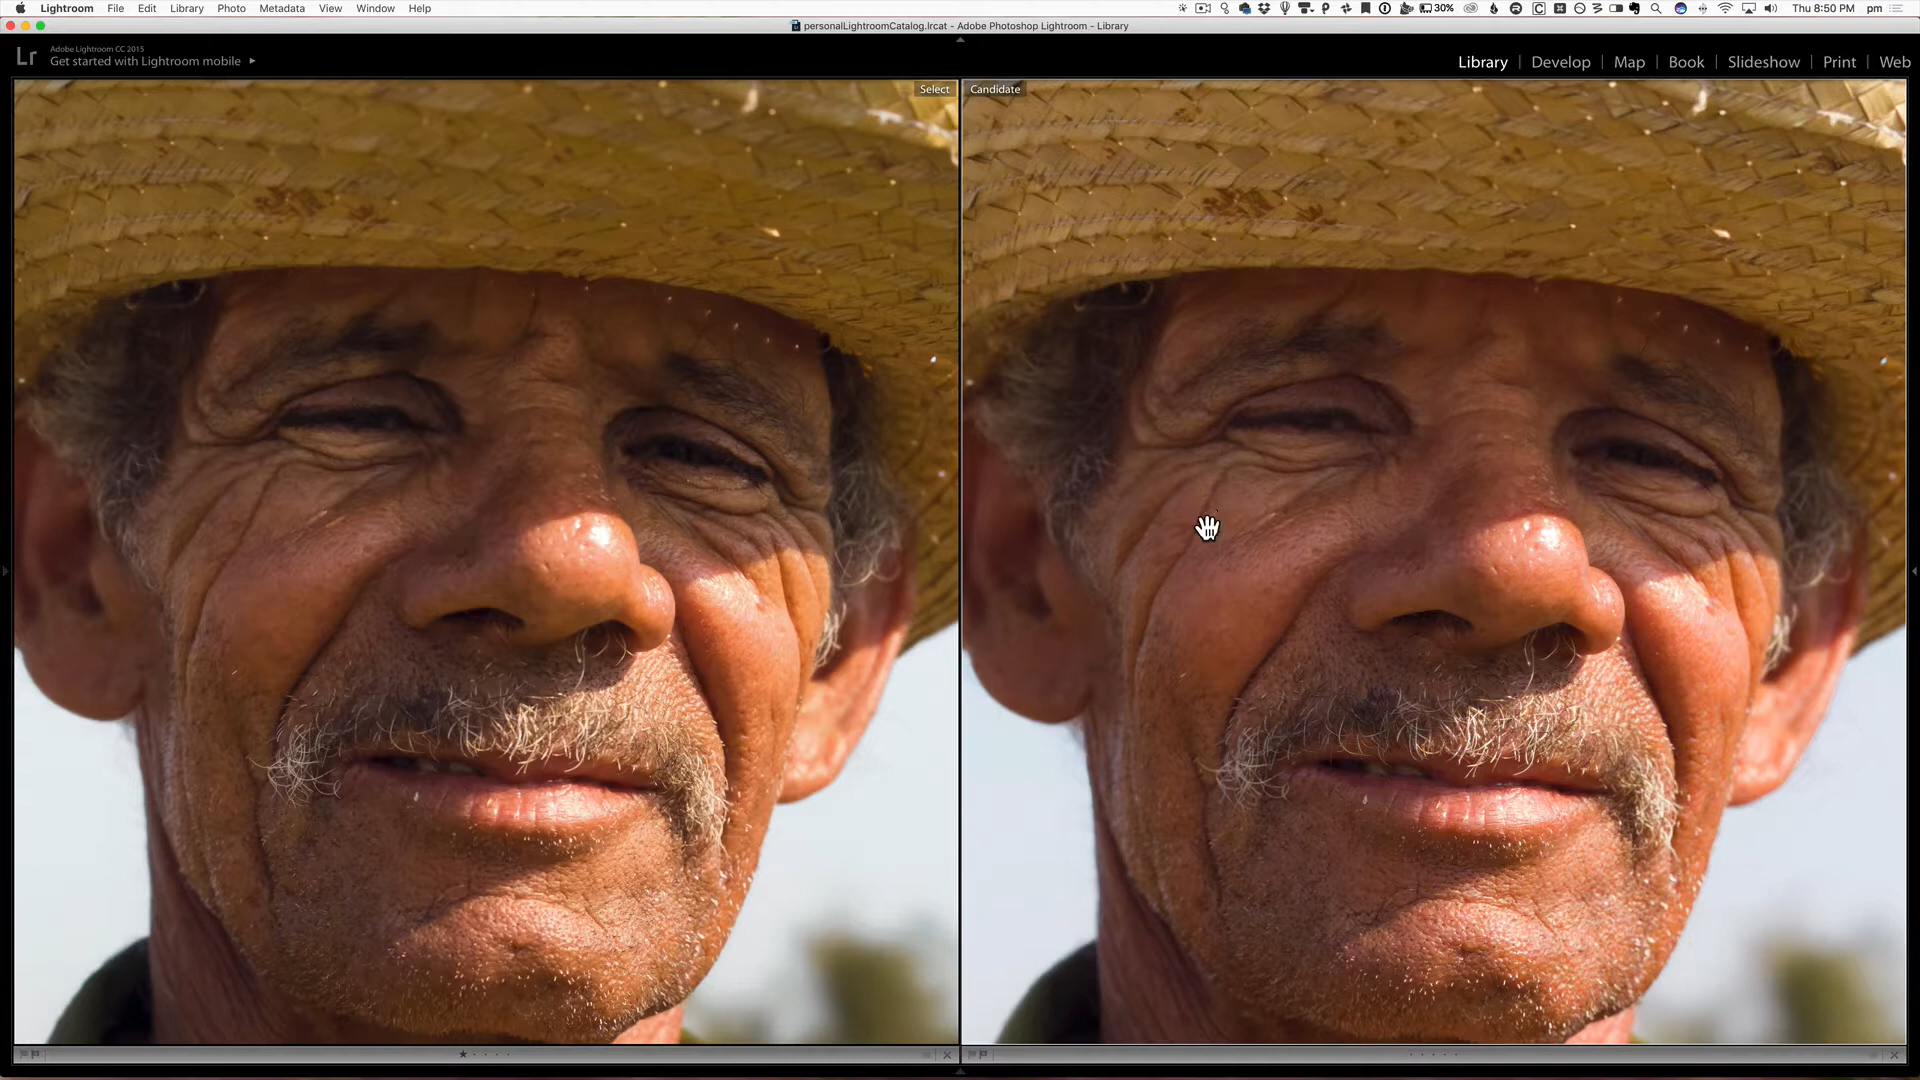 Lightroom File Edit Library Photo Metadata View Window Help 30% Thu 8:50 PM pm
personalLightroomCatalog.lrcat - Adobe Photoshop Lightroom - Library
Lr Adobe Lightroom CC 2015
Get started with Lightroom mobile
Library Develop Map Book Slideshow Print Web
Select Candidate